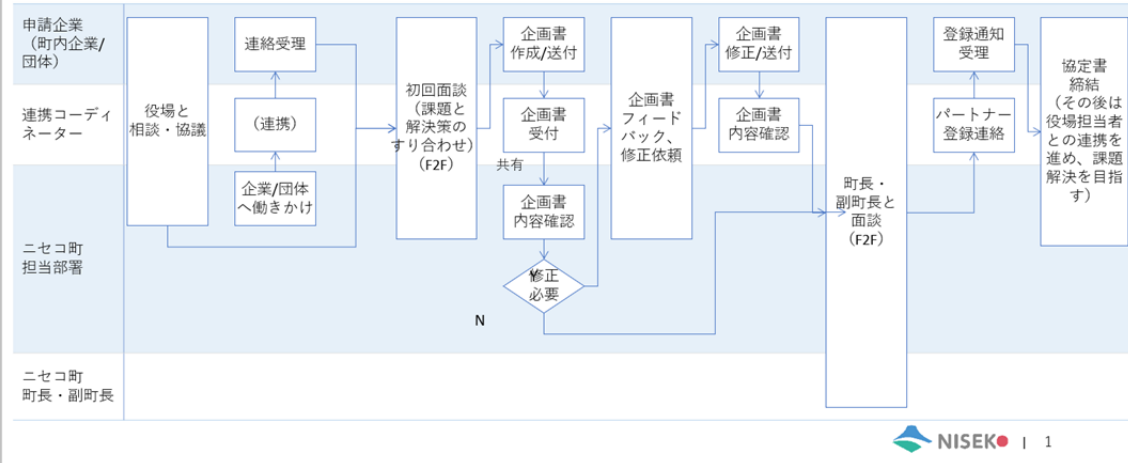 申請企業
（町内企業/
団体）
連携コーディ
ネーター
ニセコ町
担当部署
ニセコ町
町長・副町長
役場と
相談・協議
連絡受理
（連携）
企業/団体
へ働きかけ
初回面談
（課題と
解決策の
すり合わせ）
（F2F）
企画書
作成/送付
企画書
受付
共有
企画書
内容確認
Y
修正
必要
N
企画書
フィード
バック、
修正依頼
企画書
修正/送付
企画書
内容確認
町長・
副町長と
面談
（F2F）
登録通知
受理
パートナー
登録連絡
協定書
締結
（その後は
役場担当者
との連携を
進め、課題
解決を目指
す）
NISEKO | 1